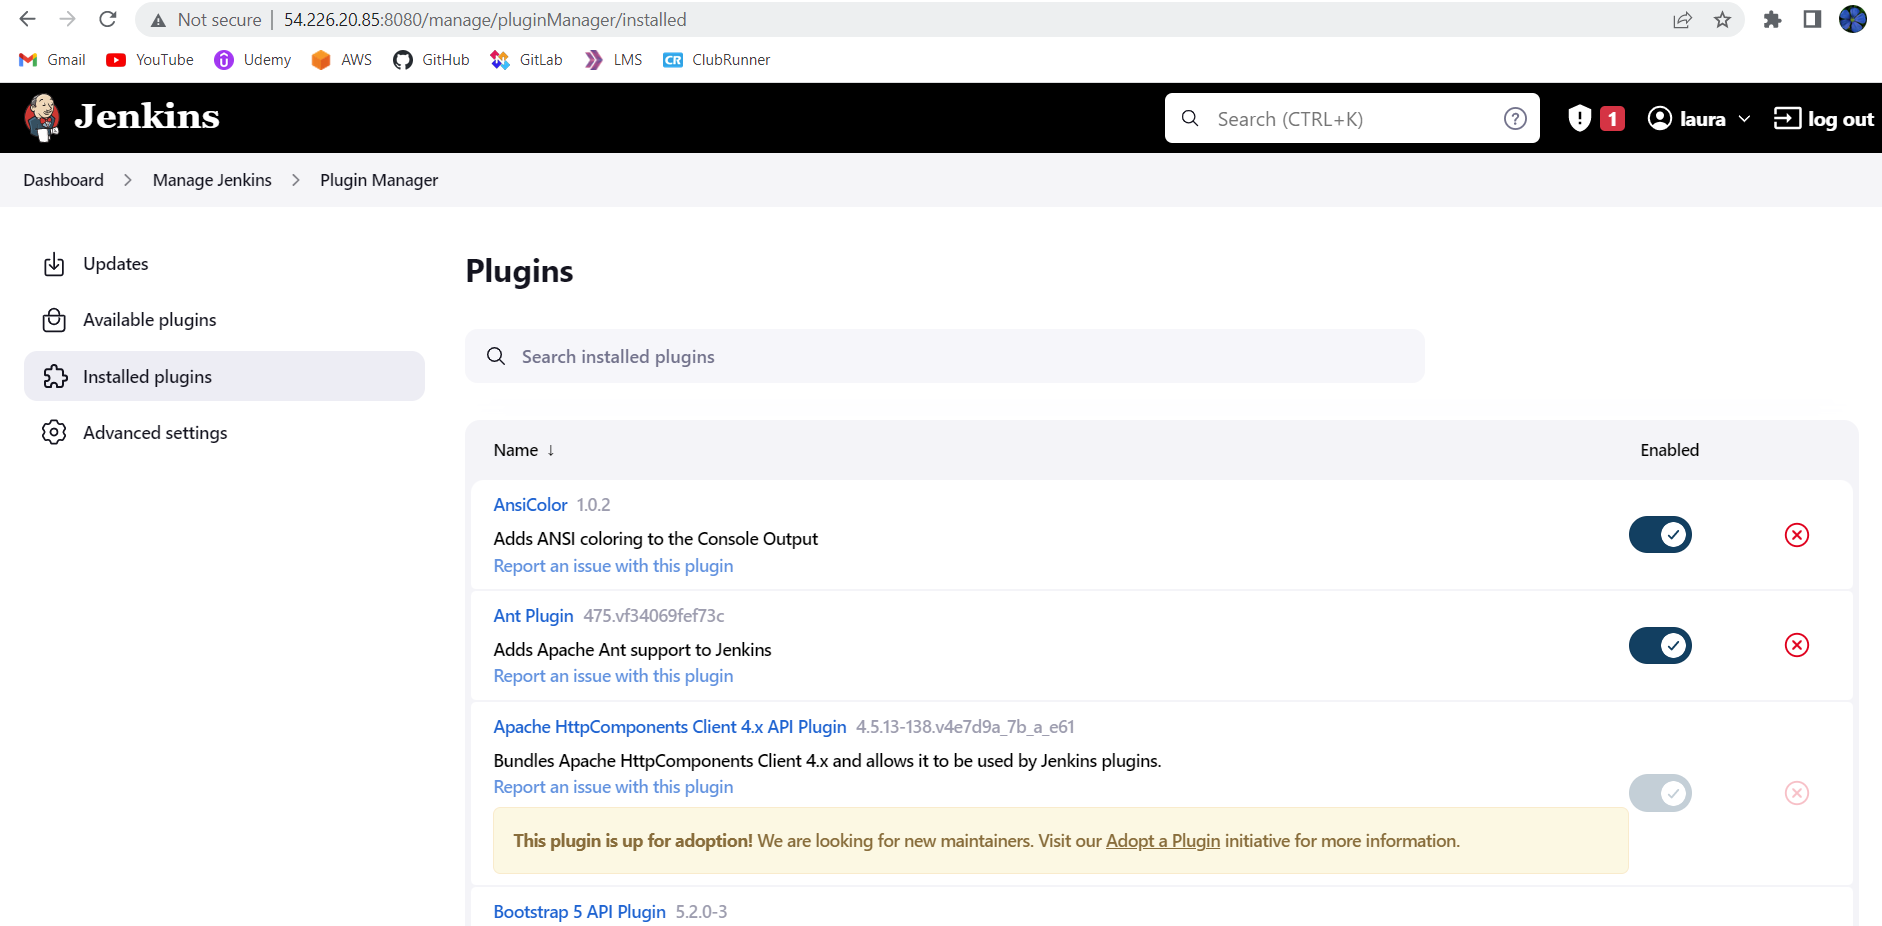 Not secure | 54.226.20.85:8080/manage/pluginManager/installed
Gmail YouTube Udemy AWS GitHub GitLab LMS CR ClubRunner
Jenkins Search (CTRL+K) ? 1 laura log out
Dashboard > Manage Jenkins > Plugin Manager
Updates
Available plugins
Installed plugins
Advanced settings
Plugins
Search installed plugins
Name ↓ Enabled
AnsiColor 1.0.2
Adds ANSI coloring to the Console Output
Report an issue with this plugin
Ant Plugin 475.vf34069fef73c
Adds Apache Ant support to Jenkins
Report an issue with this plugin
Apache HttpComponents Client 4.x API Plugin 4.5.13-138.v4e7d9a_7b_a_e61
Bundles Apache HttpComponents Client 4.x and allows it to be used by Jenkins plugins.
Report an issue with this plugin
This plugin is up for adoption! We are looking for new maintainers. Visit our Adopt a Plugin initiative for more information.
Bootstrap 5 API Plugin 5.2.0-3